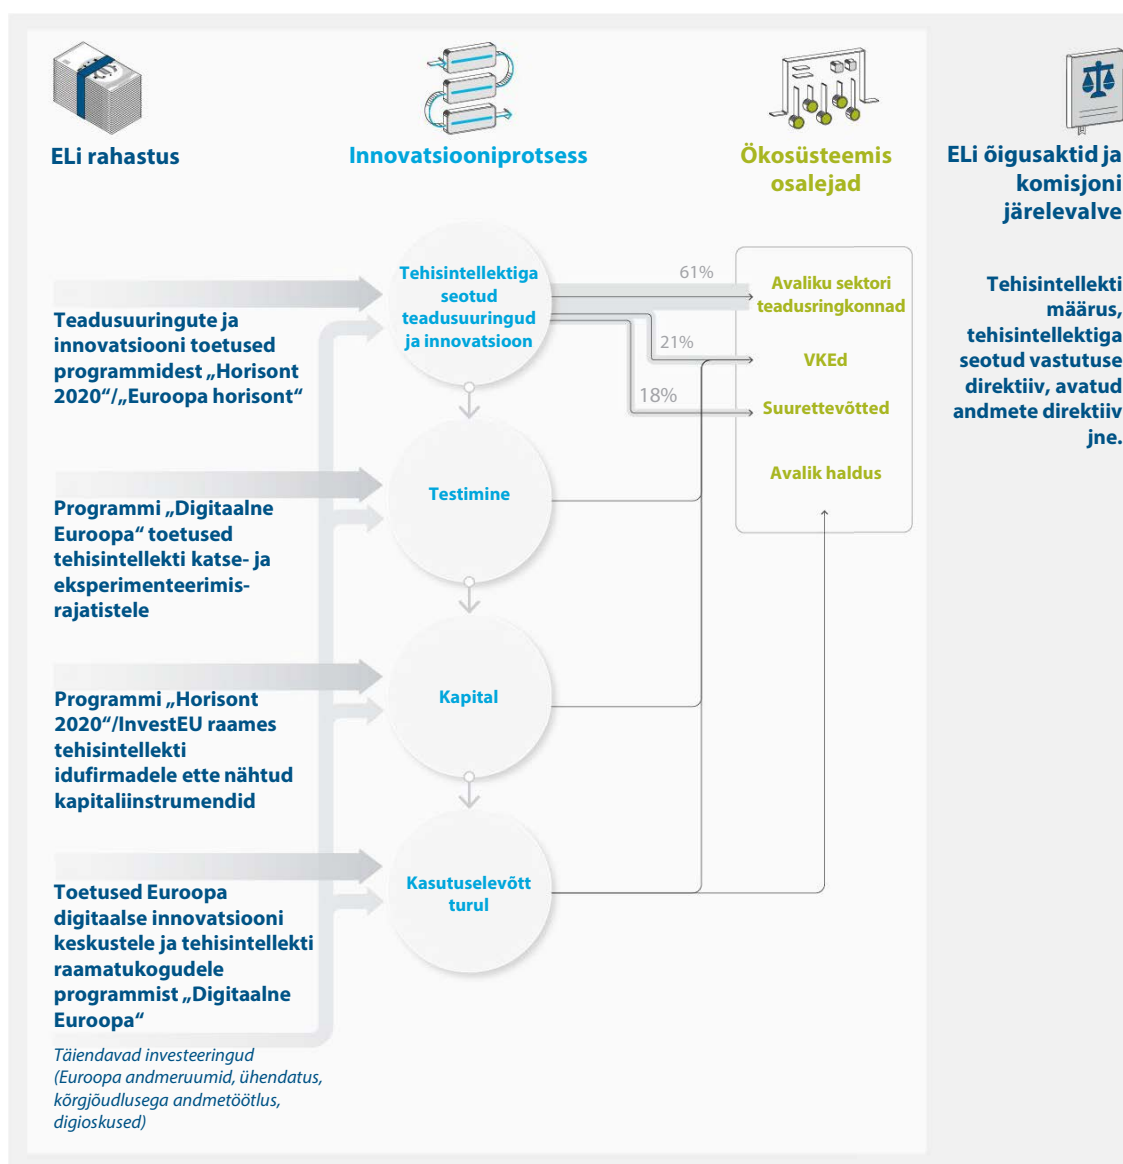 ELi rahastus
Innovatsiooniprotsess
Ökosüsteemis
osalejad
ELi õigusaktid ja
komisjoni
järelevalve
Teadusuuringute ja
innovatsiooni toetused
programmidest „Horisont
2020“/„Euroopa horisont“
Tehisintellektiga
seotud
teadusuuringud
ja innovatsioon
61%
21%
18%
Avaliku sektori
teadusringkonnad
VKEd
Suurettevõtted
Avalik haldus
Tehisintellekti
määrus,
tehisintellektiga
seotud vastutuse
direktiiv, avatud
andmete direktiiv
jne.
Programmi „Digitaalne
Euroopa“ toetused
tehisintellekti katse- ja
eksperimenteerimis-
rajatistele
Testimine
Programmi „Horisont
2020“/InvestEU raames
tehisintellekti
idufirmadele ette nähtud
kapitaliinstrumendid
Kapital
Toetused Euroopa
digitaalse innovatsiooni
keskustele ja tehisintellekti
raamatukogudele
programmist „Digitaalne
Euroopa“
Kasutuselevõtt
turul
Täiendavad investeeringud
(Euroopa andmeruumid, ühendatus,
kõrgjõudlusega andmetöötlus,
digioskused)